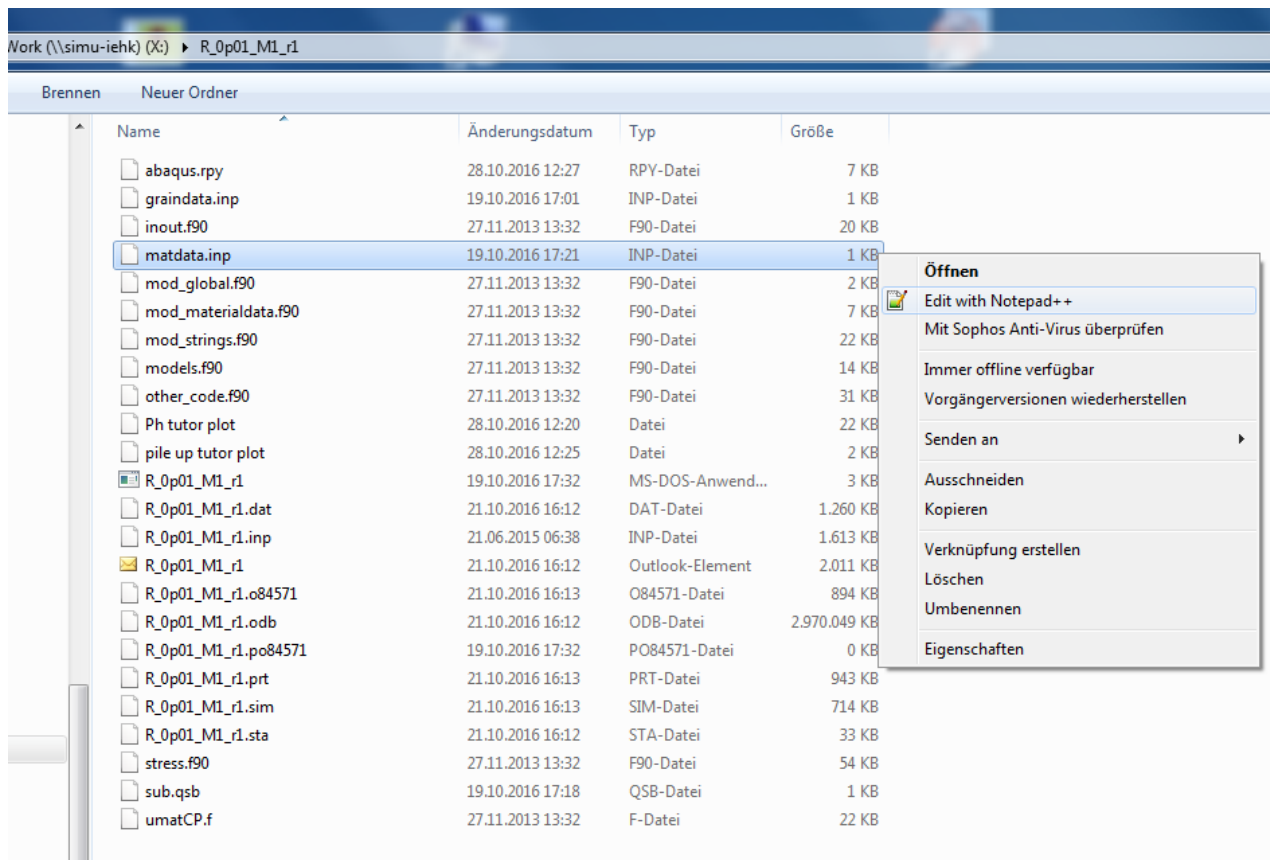 Work (\\simu-iehk) (X:) ▸ R_0p01_M1_r1
Brennen Neuer Ordner
Name Änderungsdatum Typ Größe
abaqus.rpy 28.10.2016 12:27 RPY-Datei 7 KB
graindata.inp 19.10.2016 17:01 INP-Datei 1 KB
inout.f90 27.11.2013 13:32 F90-Datei 20 KB
matdata.inp 19.10.2016 17:21 INP-Datei 1 KB
mod_global.f90 27.11.2013 13:32 F90-Datei 2 KB
mod_materialdata.f90 27.11.2013 13:32 F90-Datei 7 KB
mod_strings.f90 27.11.2013 13:32 F90-Datei 22 KB
models.f90 27.11.2013 13:32 F90-Datei 14 KB
other_code.f90 27.11.2013 13:32 F90-Datei 31 KB
Ph tutor plot 28.10.2016 12:20 Datei 22 KB
pile up tutor plot 28.10.2016 12:25 Datei 2 KB
R_0p01_M1_r1 19.10.2016 17:32 MS-DOS-Anwend... 3 KB
R_0p01_M1_r1.dat 21.10.2016 16:12 DAT-Datei 1.260 KB
R_0p01_M1_r1.inp 21.06.2015 06:38 INP-Datei 1.613 KB
R_0p01_M1_r1 21.10.2016 16:12 Outlook-Element 2.011 KB
R_0p01_M1_r1.o84571 21.10.2016 16:13 O84571-Datei 894 KB
R_0p01_M1_r1.odb 21.10.2016 16:12 ODB-Datei 2.970.049 KB
R_0p01_M1_r1.po84571 19.10.2016 17:32 PO84571-Datei 0 KB
R_0p01_M1_r1.prt 21.10.2016 16:13 PRT-Datei 943 KB
R_0p01_M1_r1.sim 21.10.2016 16:13 SIM-Datei 714 KB
R_0p01_M1_r1.sta 21.10.2016 16:12 STA-Datei 33 KB
stress.f90 27.11.2013 13:32 F90-Datei 54 KB
sub.qsb 19.10.2016 17:18 QSB-Datei 1 KB
umatCP.f 27.11.2013 13:32 F-Datei 22 KB
Öffnen
Edit with Notepad++
Mit Sophos Anti-Virus überprüfen
Immer offline verfügbar
Vorgängerversionen wiederherstellen
Senden an
Ausschneiden
Kopieren
Verknüpfung erstellen
Löschen
Umbenennen
Eigenschaften